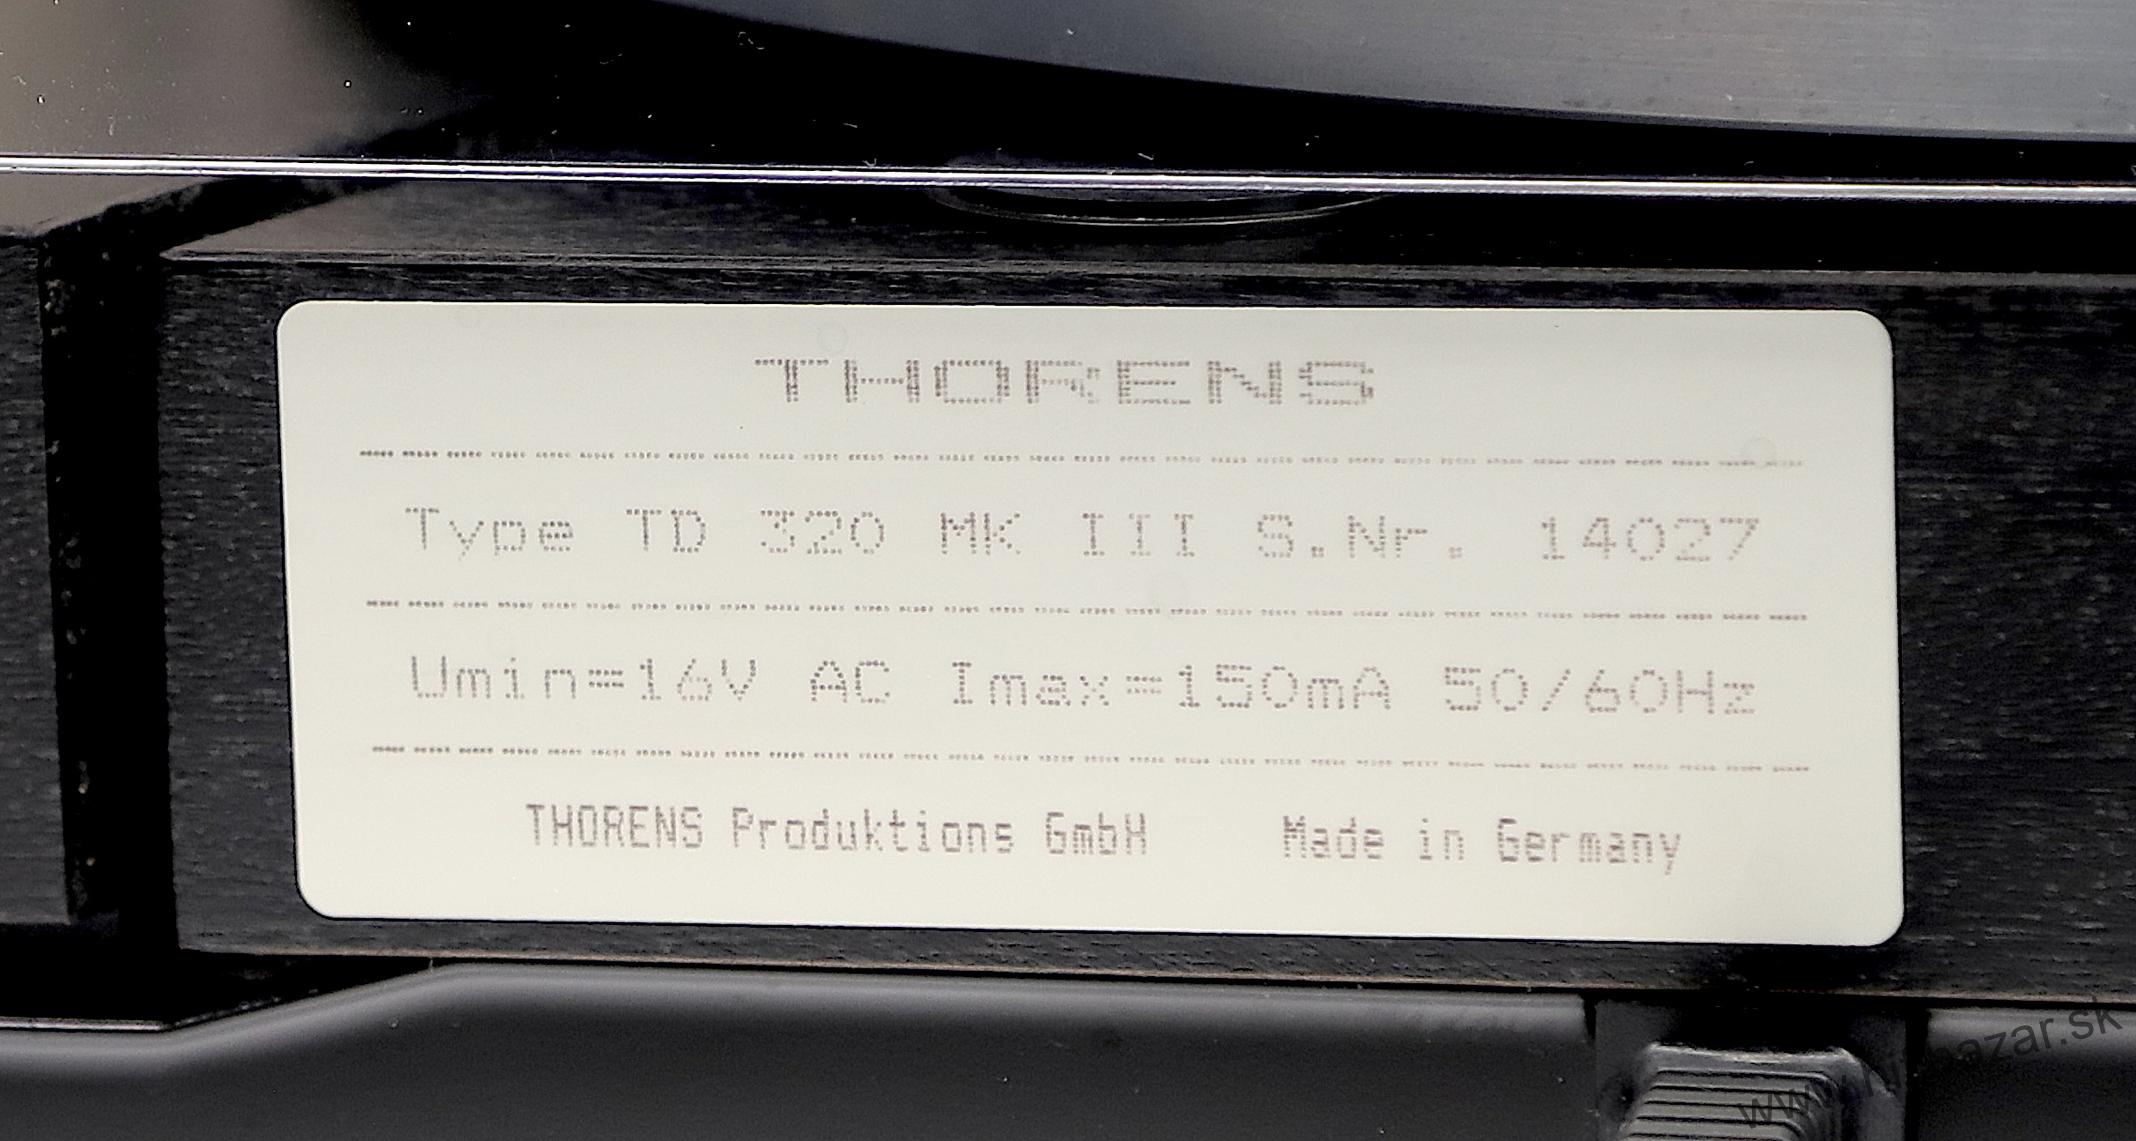 THORENS
Type TD 320 MK III S.Nr. 14027
Umin=16V AC Imax=150mA 50/60Hz
THORENS Produktions GmbH Made in Germany